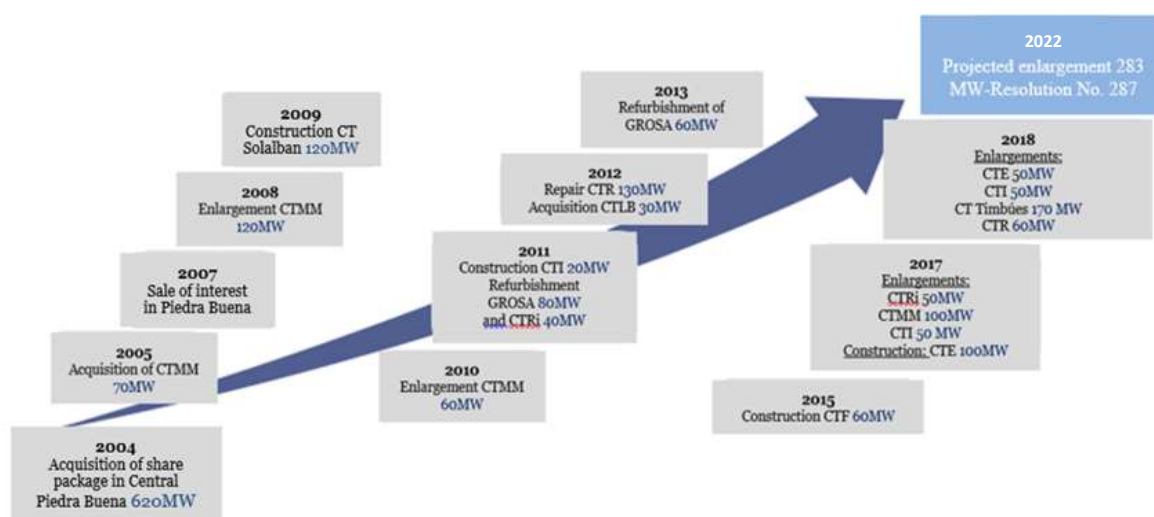 2004
Acquisition of share
package in Central
Piedra Buena 620MW
2005
Acquisition of CTMM
70MW
2007
Sale of interest
in Piedra Buena
2008
Enlargement CTMM
120MW
2009
Construction CT
Solalban 120MW
2010
Enlargement CTMM
60MW
2011
Construction CTI 20MW
Refurbishment
GROSA 80MW
and CTRi 40MW
2012
Repair CTR 130MW
Acquisition CTLB 30MW
2013
Refurbishment of
GROSA 60MW
2015
Construction CTF 60MW
2017
Enlargements:
CTRi 50MW
CTMM 100MW
CTI 50 MW
Construction: CTE 100MW
2018
Enlargements:
CTE 50MW
CTI 50MW
CT Timbúes 170 MW
CTR 60MW
2022
Projected enlargement 283
MW-Resolution No. 287